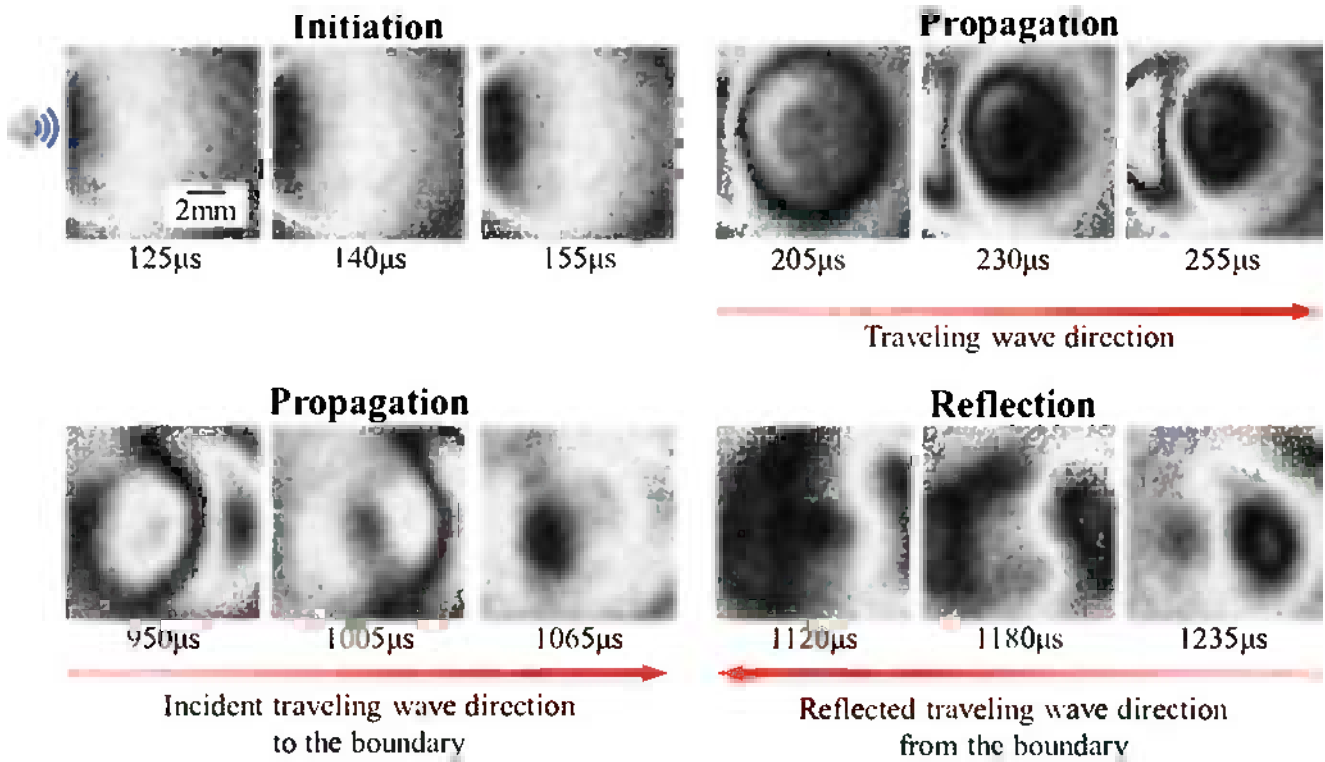 Initiation
Propagation
2mm
125µs 140µs 155µs
205µs 230µs 255µs
Traveling wave direction
Propagation
Reflection
950µs 1005µs 1065µs
1120µs 1180µs 1235µs
Incident traveling wave direction
to the boundary
Reflected traveling wave direction
from the boundary